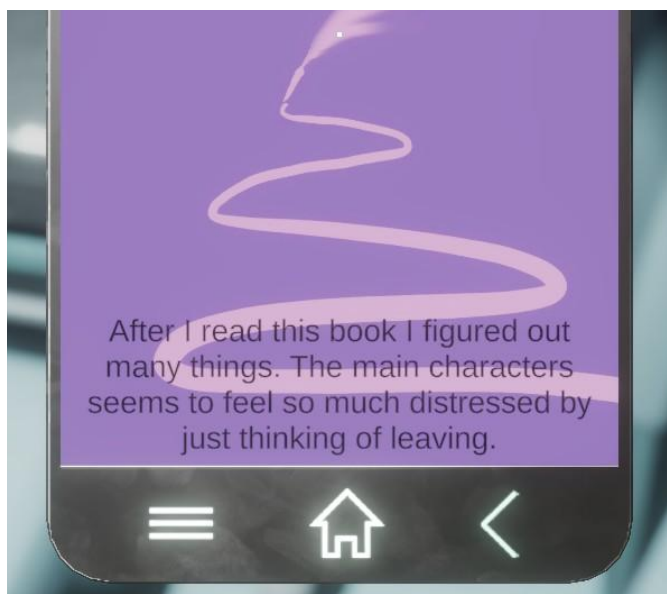 After I read this book I figured out
many things. The main characters
seems to feel so much distressed by
just thinking of leaving.